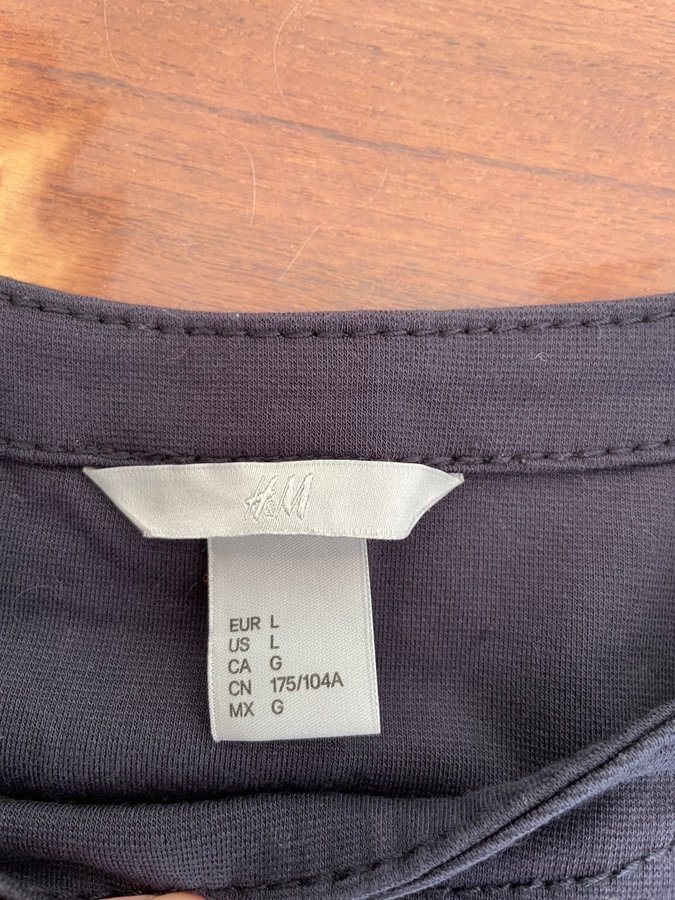 H&M
EUR L
US L
CA G
CN 175/104A
MX G